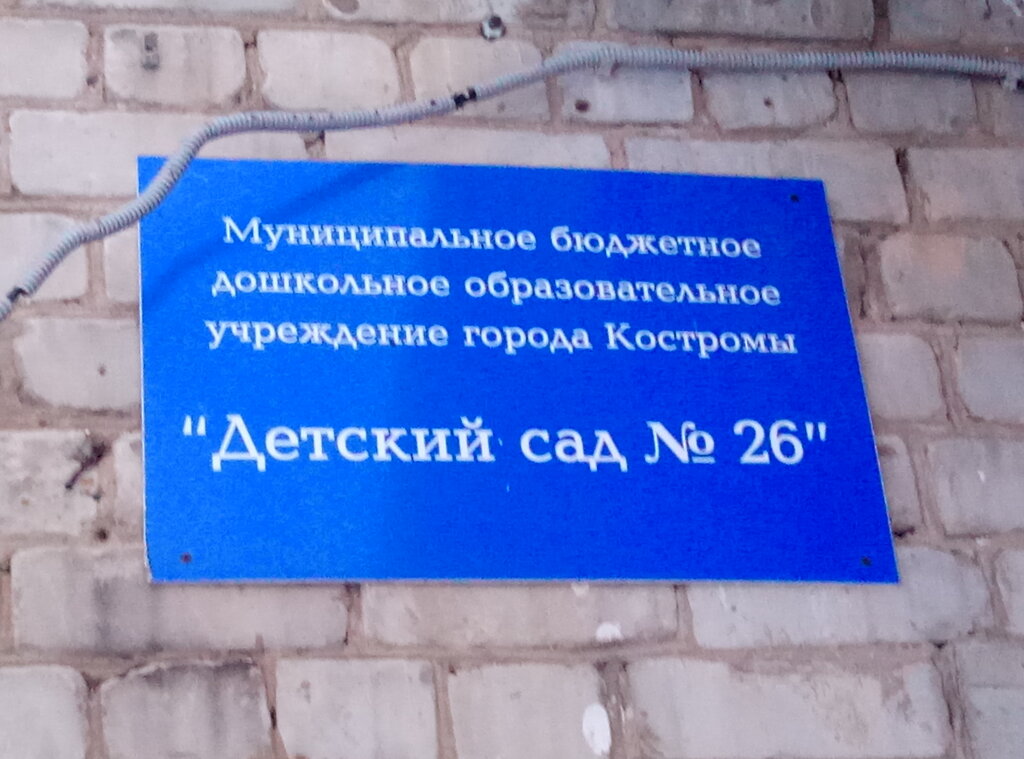 Муниципальное бюджетное
дошкольное образовательное
учреждение города Костромы
"Детский сад № 26"